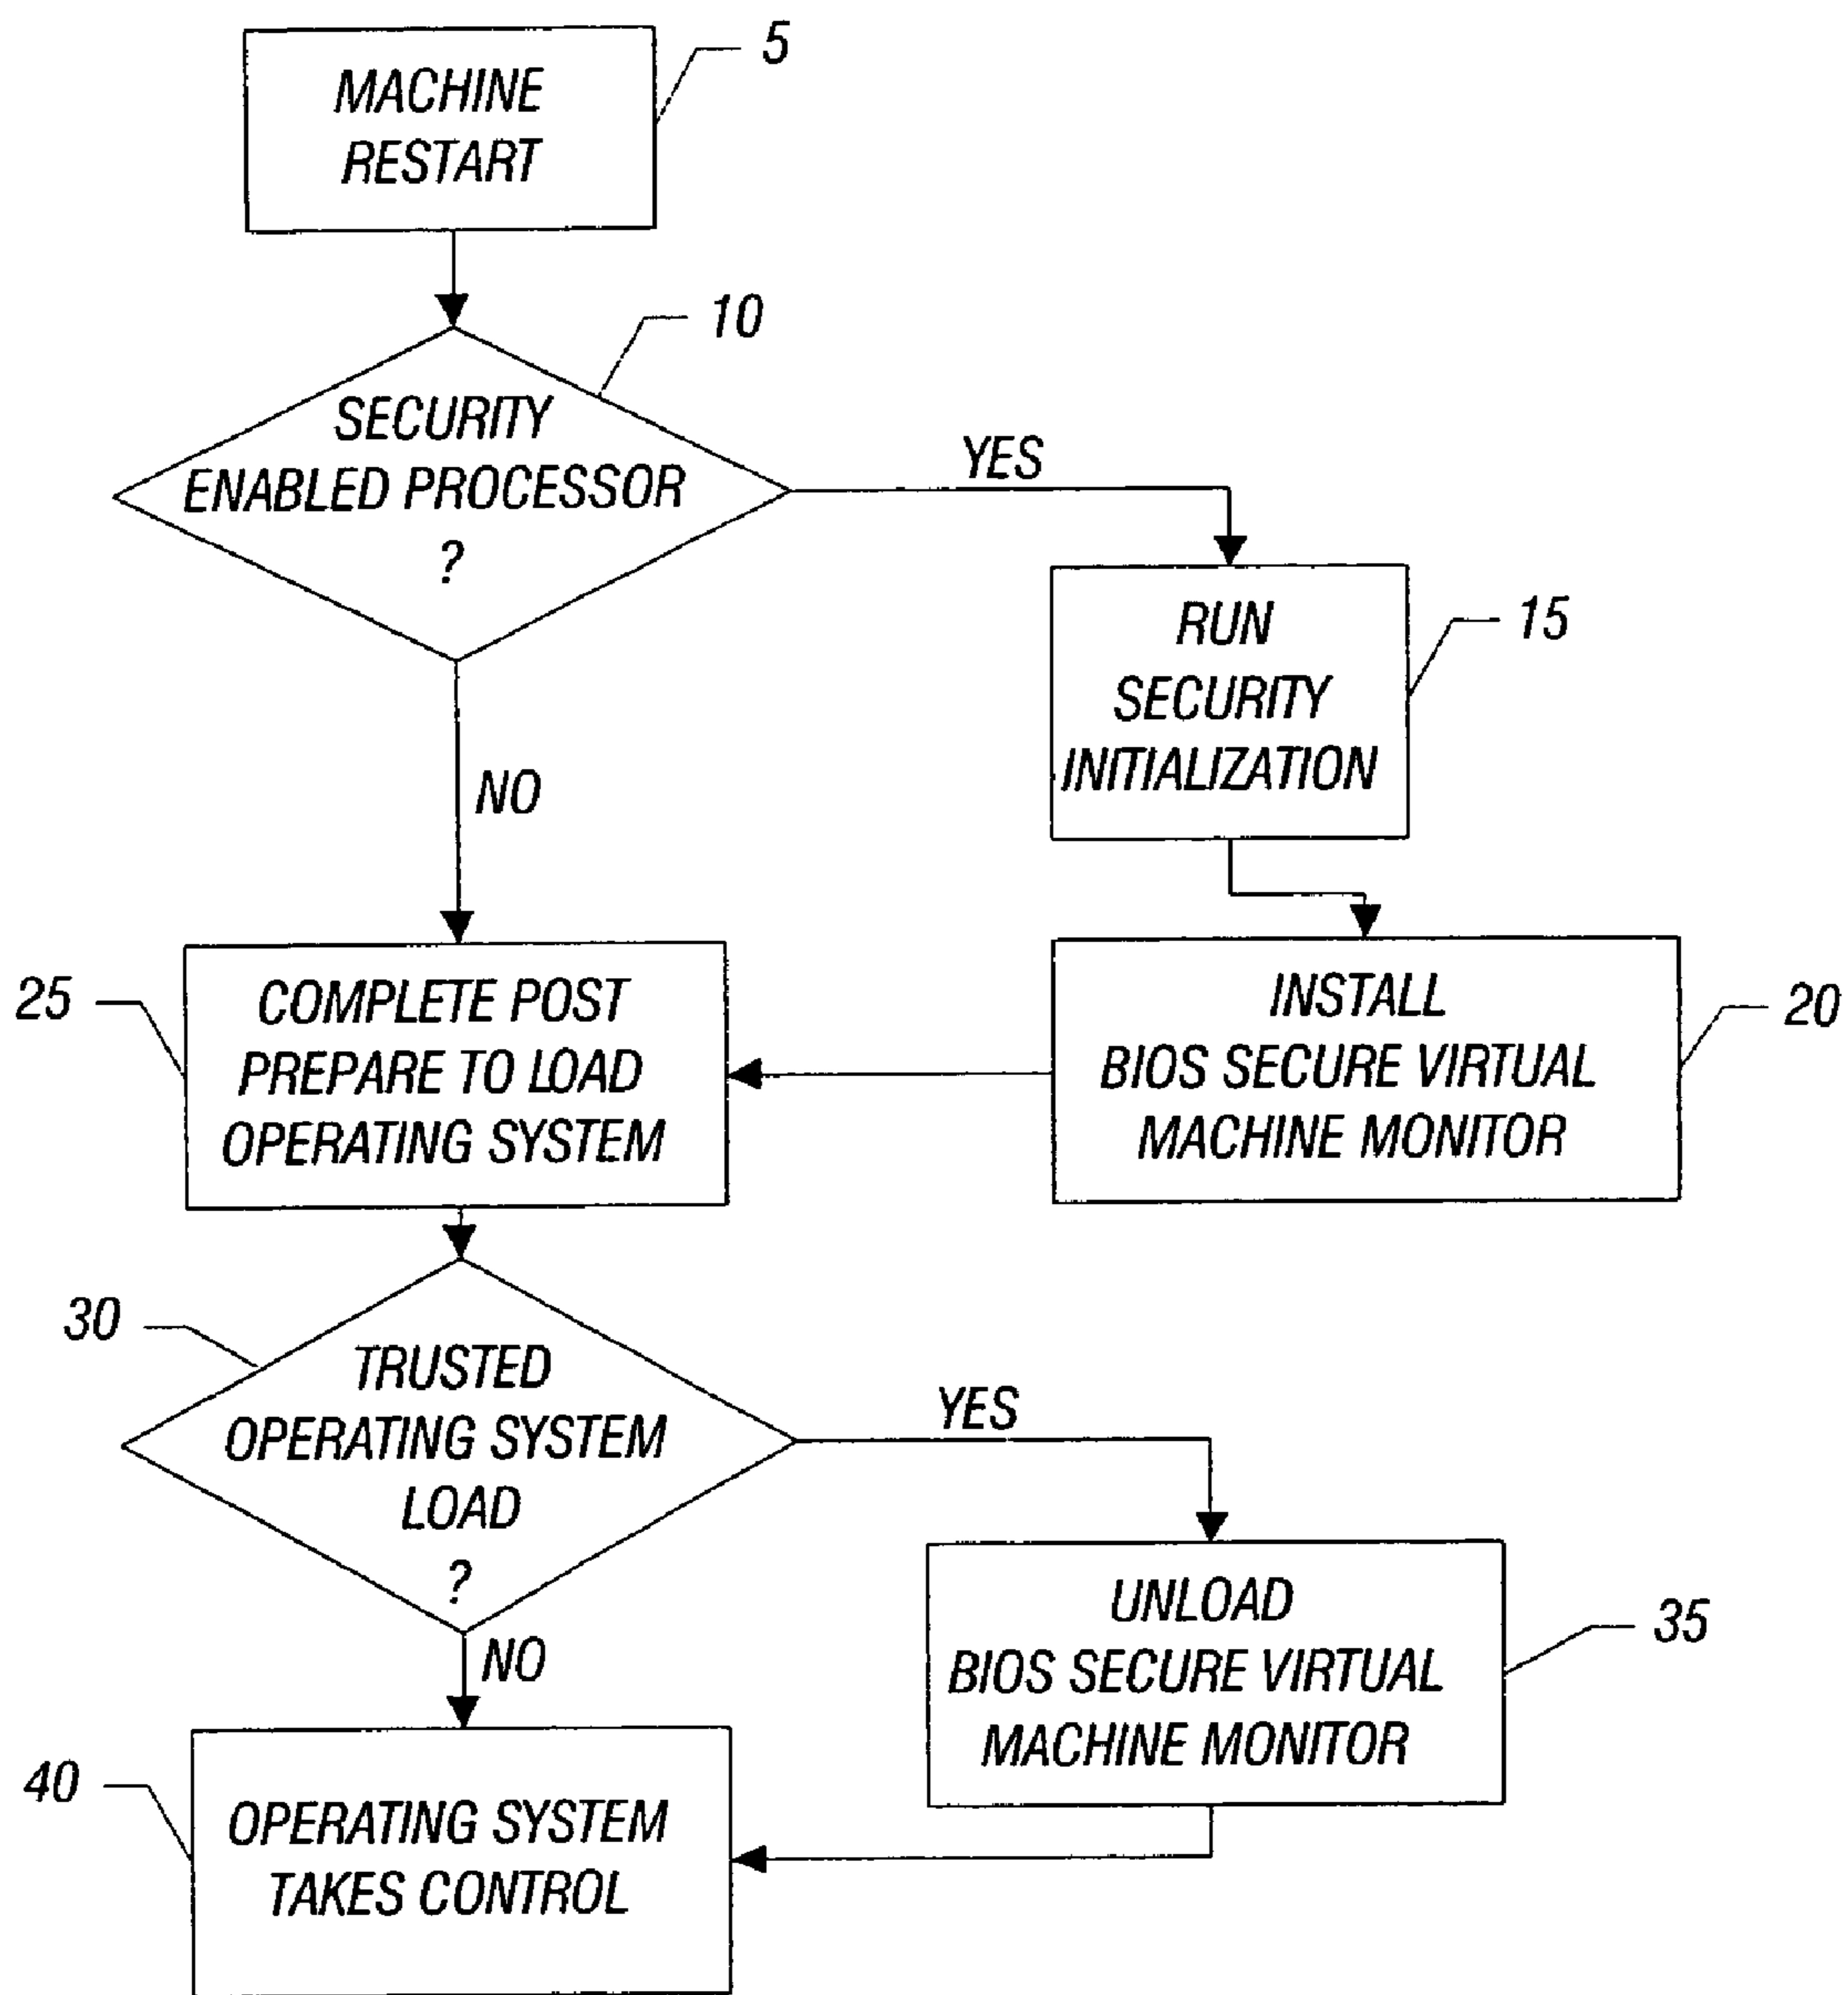 MACHINE
RESTART
5
10
SECURITY
ENABLED PROCESSOR
?
YES
NO
RUN
SECURITY
INITIALIZATION
15
25
COMPLETE POST
PREPARE TO LOAD
OPERATING SYSTEM
INSTALL
BIOS SECURE VIRTUAL
MACHINE MONITOR
20
30
TRUSTED
OPERATING SYSTEM
LOAD
?
YES
NO
UNLOAD
BIOS SECURE VIRTUAL
MACHINE MONITOR
35
40
OPERATING SYSTEM
TAKES CONTROL